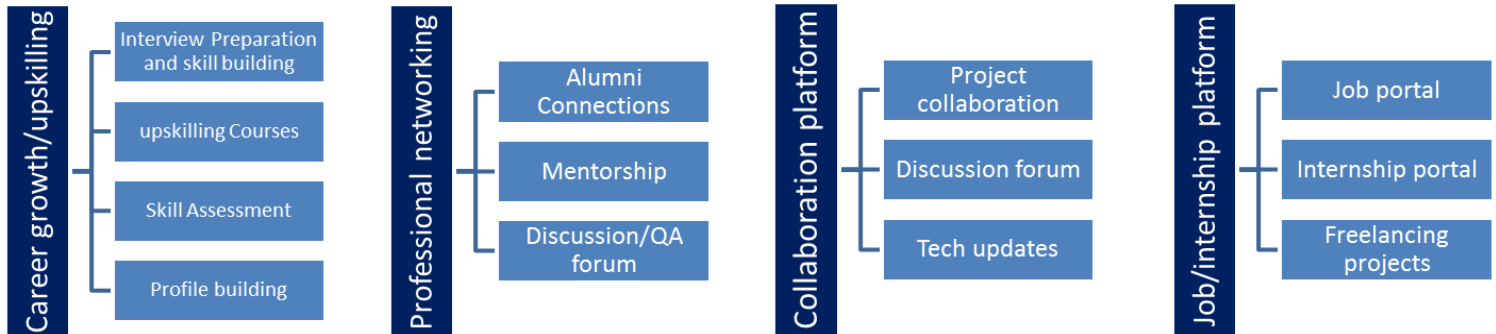 Career growth/upskilling
Interview Preparation
and skill building
upskilling Courses
Skill Assessment
Profile building
Professional networking
Alumni
Connections
Mentorship
Discussion/QA
forum
Collaboration platform
Project
collaboration
Discussion forum
Tech updates
Job/internship platform
Job portal
Internship portal
Freelancing
projects